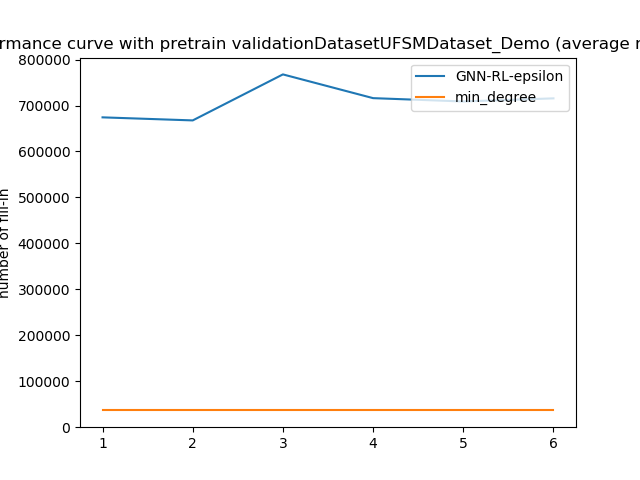 curve with pretrain validationDatasetUFSMDataset_Demo (average
800000
700000
600000
500000
400000
300000
200000
100000
0
number of fill-in
GNN-RL-epsilon
min_degree
1 2 3 4 5 6